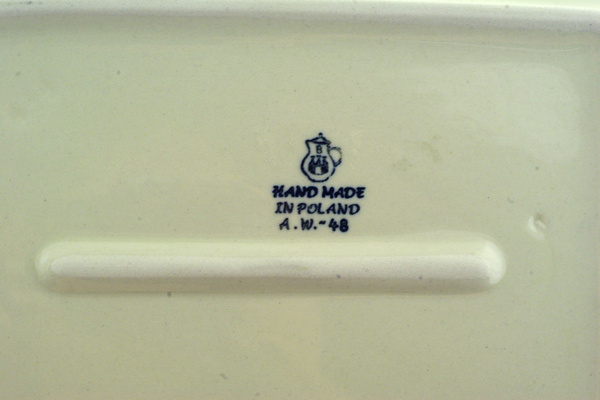 B
HAND MADE
IN POLAND
A.W.-48